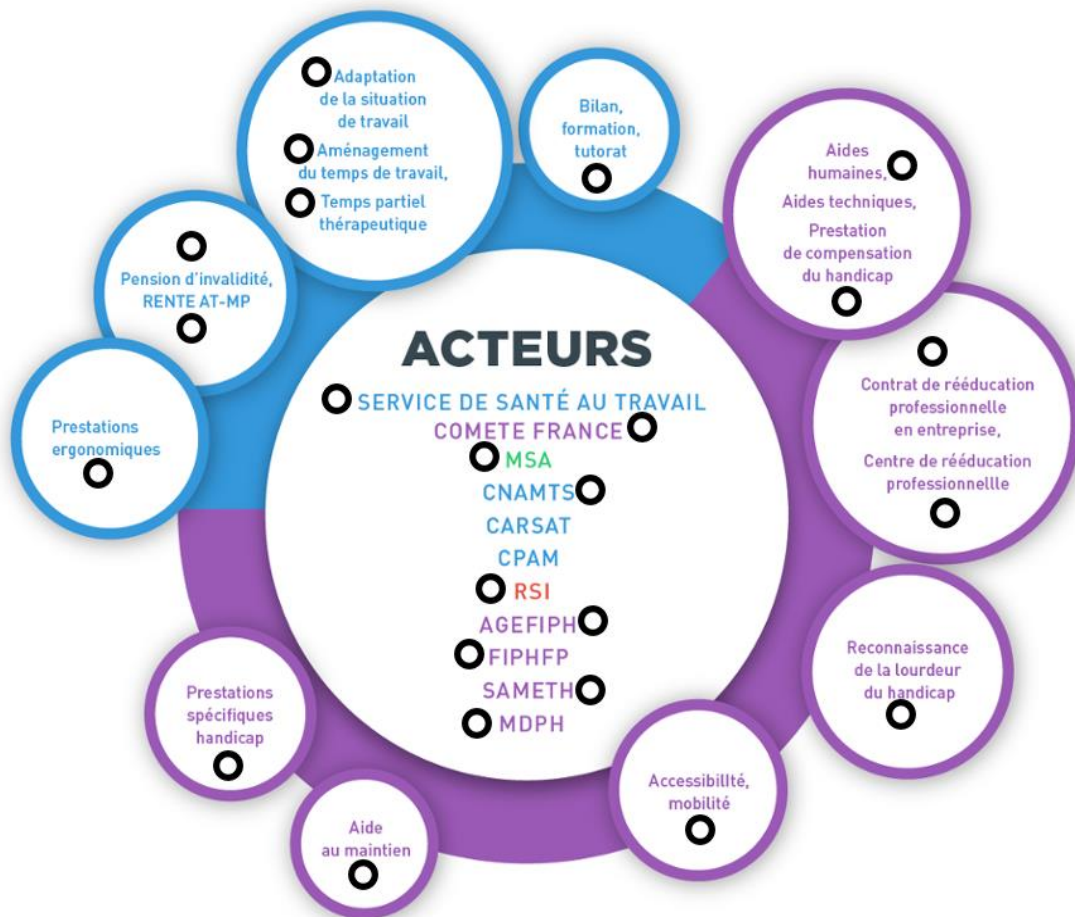 Adaptation
de la situation
de travail
Aménagement
du temps de travail,
Temps partiel
thérapeutique
Bilan,
formation,
tutorat
Aides
humaines,
Aides techniques,
Prestation
de compensation
du handicap
Pension d'invalidité,
RENTE AT-MP
Contrat de rééducation
professionnelle
en entreprise,
Centre de rééducation
professionnellle
Prestations
ergonomiques
ACTEURS
SERVICE DE SANTÉ AU TRAVAIL
COMETE FRANCE
MSA
CNAMTS
CARSAT
CPAM
RSI
AGEFIPH
FIPHFP
SAMETH
MDPH
Reconnaissance
de la lourdeur
du handicap
Prestations
spécifiques
handicap
Accessibilité,
mobilité
Aide
au maintien